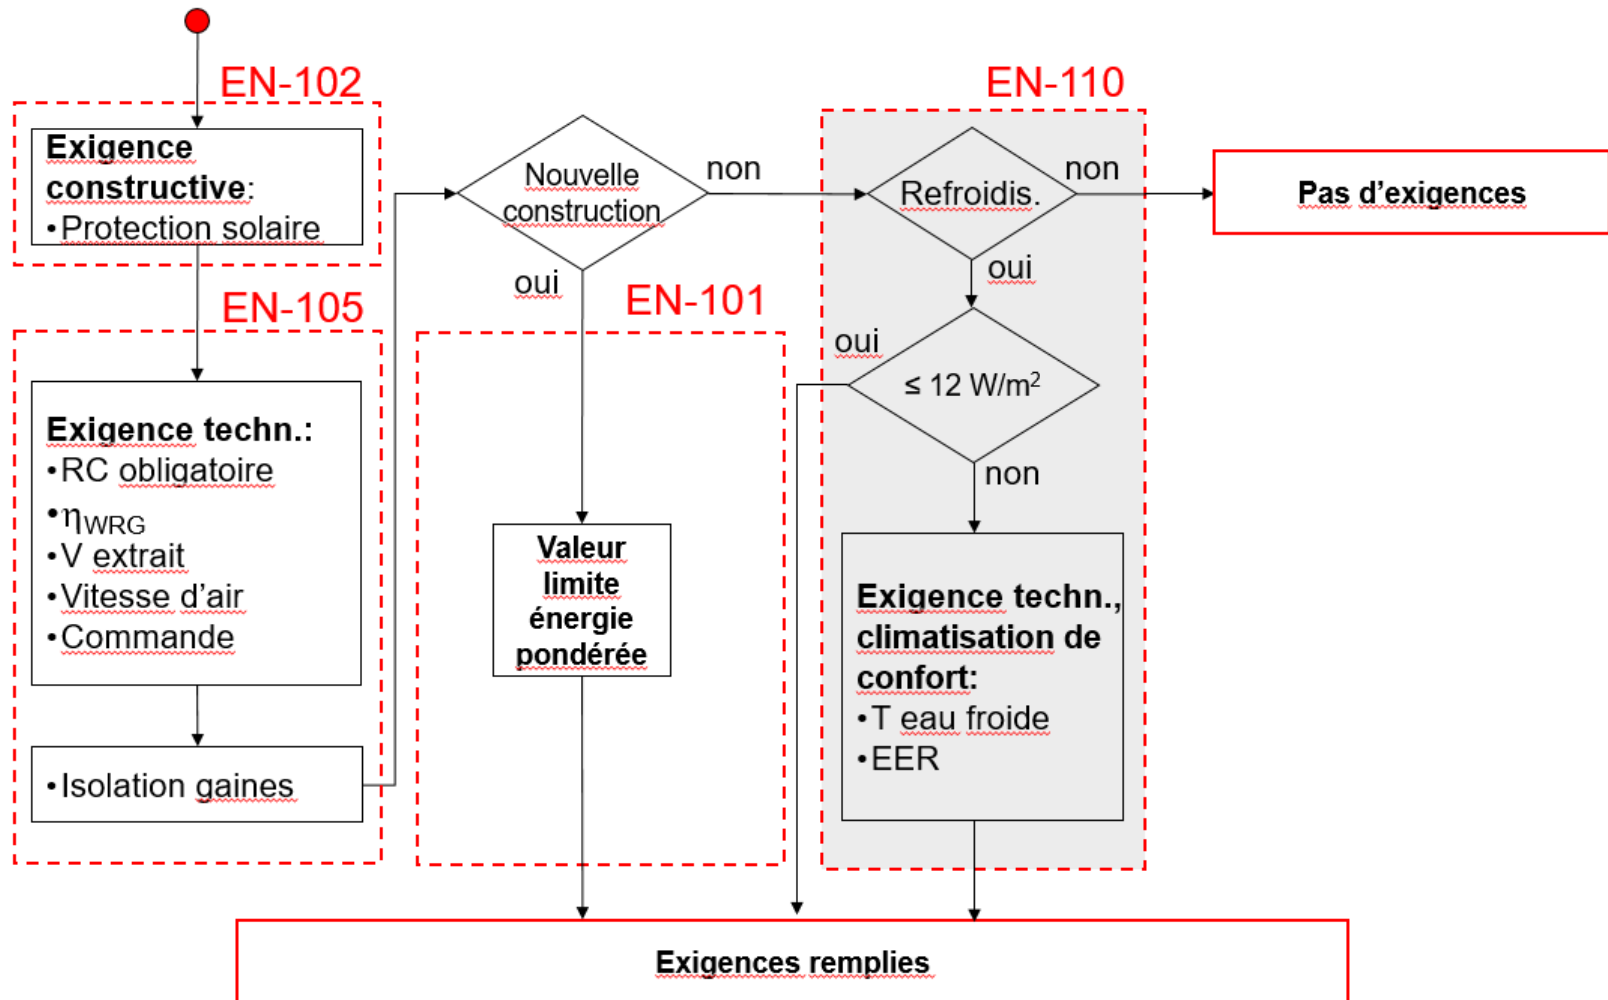 EN-102
Exigence
constructive:
•Protection solaire
EN-105
Exigence techn.:
•RC obligatoire
•ηWRG
•V extrait
•Vitesse d’air
•Commande
•Isolation gaines
Nouvelle
construction
non
oui
EN-101
Valeur
limite
énergie
pondérée
EN-110
Refroidis.
non
oui
≤ 12 W/m²
oui
non
Exigence techn.,
climatisation de
confort:
•T eau froide
•EER
Pas d’exigences
Exigences remplies